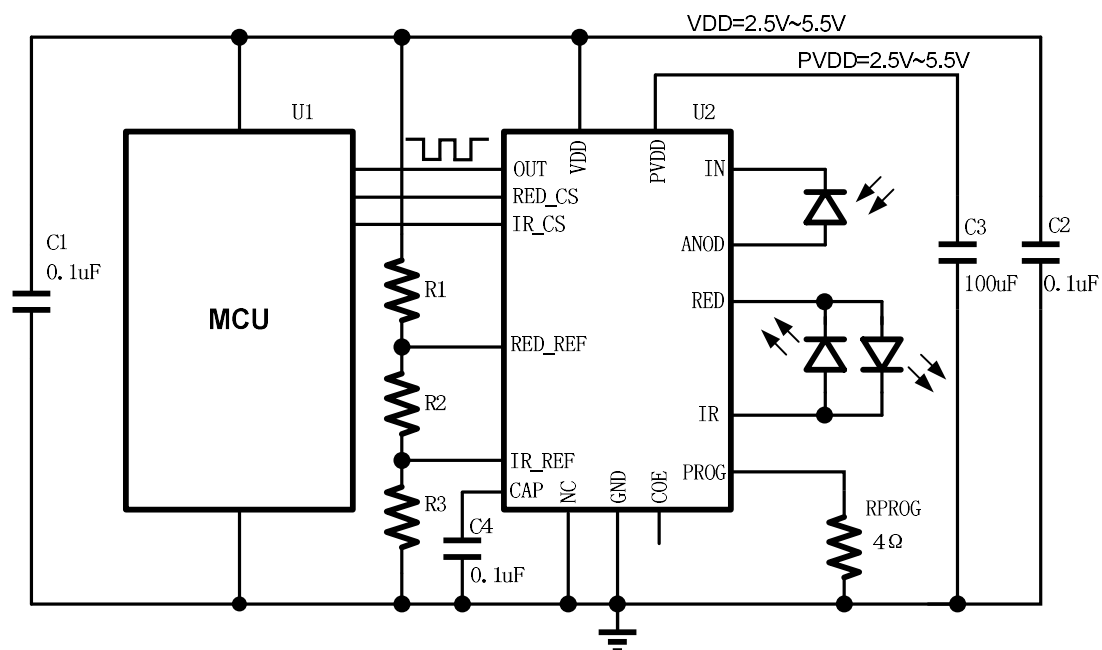 VDD=2.5V~5.5V
PVDD=2.5V~5.5V
U1
U2
OUT
RED_CS
IR_CS
VDD
PVDD
IN
ANOD
C1
0.1uF
MCU
R1
RED_REF
R2
IR_REF
CAP
R3
C4
0.1uF
NC
GND
COE
RED
IR
PROG
RPROG
4Ω
C3
100uF
C2
0.1uF